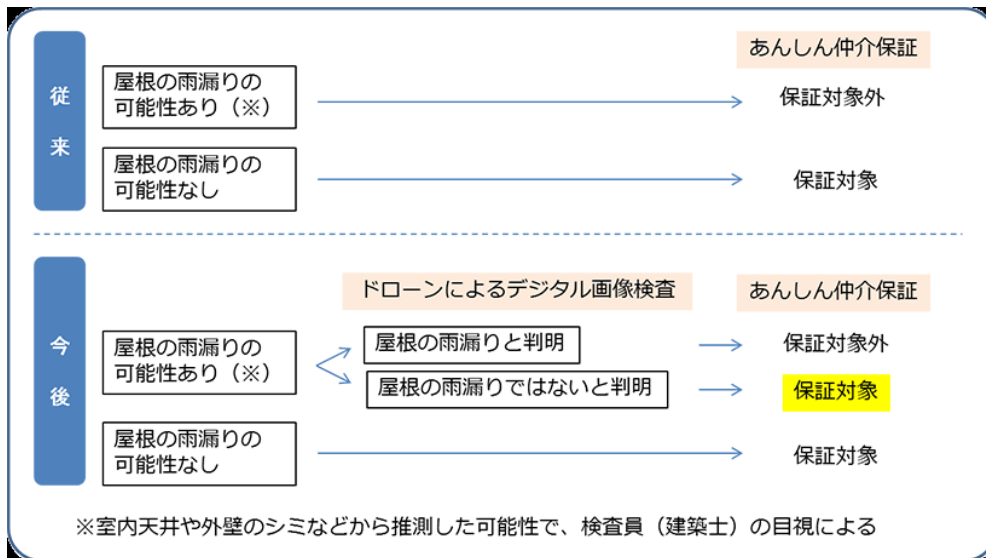 従来
あんしん仲介保証
屋根の雨漏りの
可能性あり（※）
保証対象外
屋根の雨漏りの
可能性なし
保証対象
今後
ドローンによるデジタル画像検査
あんしん仲介保証
屋根の雨漏りの
可能性あり（※）
屋根の雨漏りと判明
保証対象外
屋根の雨漏りではないと判明
保証対象
屋根の雨漏りの
可能性なし
保証対象
※室内天井や外壁のシミなどから推測した可能性で、検査員（建築士）の目視による